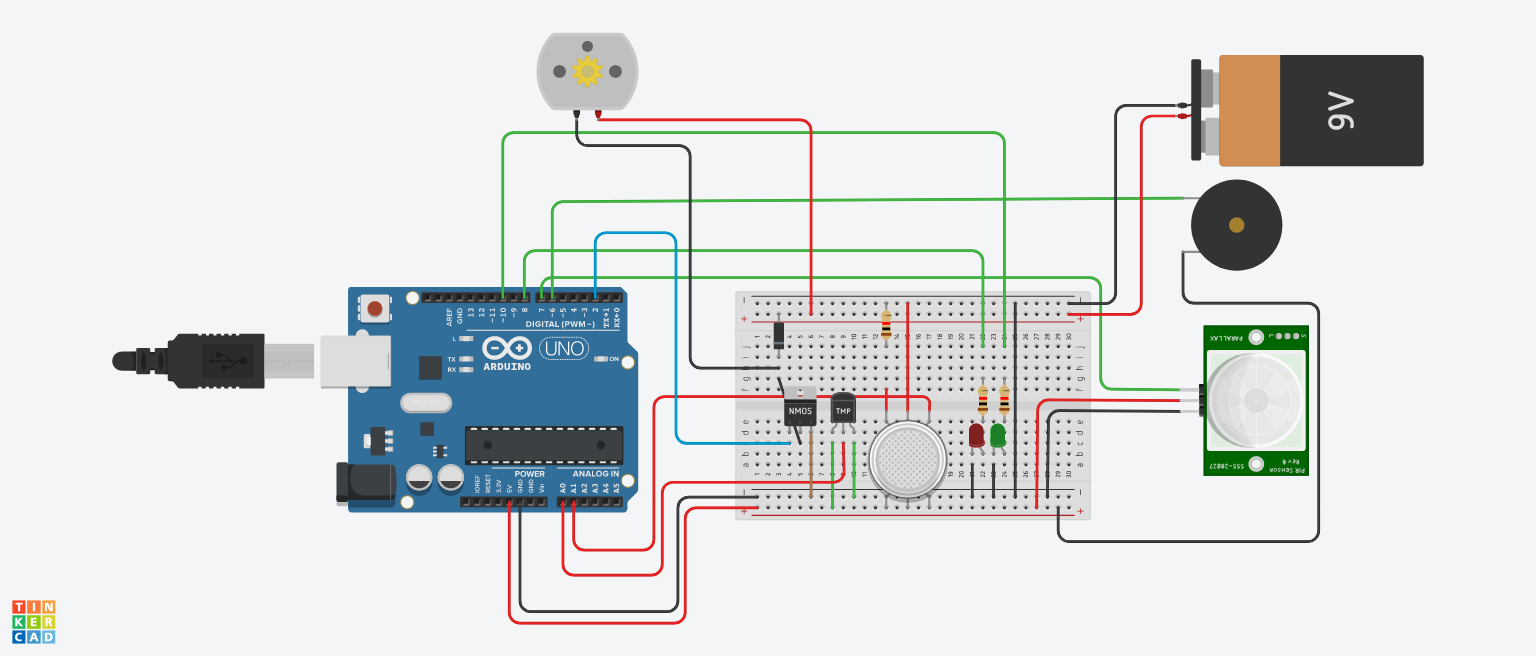 9V
AREF
GND
13
12
~11
~10
~9
8
7
~6
~5
4
~3
2
TX→1
RX←0
DIGITAL (PWM~)
L
TX
RX
ARDUINO
UNO
ON
POWER
ANALOG IN
IOREF
RESET
3.3V
5V
GND
GND
Vin
A0
A1
A2
A3
A4
A5
NMOS
TMP
PARALLAX
PIR Sensor
555-28027
TIN
KER
CAD